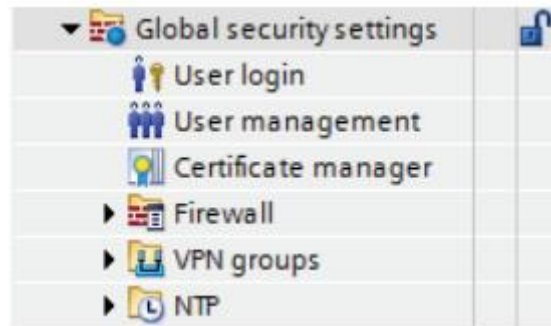 Global security settings
User login
User management
Certificate manager
Firewall
VPN groups
NTP